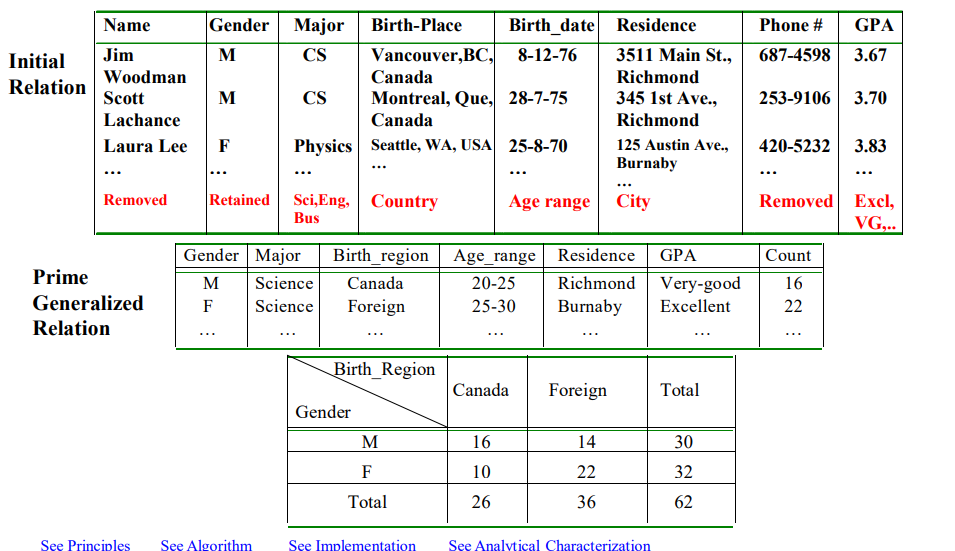 Name Gender Major Birth-Place Birth_date Residence Phone # GPA
Initial Relation
Jim Woodman M CS Vancouver,BC, Canada 8-12-76 3511 Main St., Richmond 687-4598 3.67
Scott Lachance M CS Montreal, Que, Canada 28-7-75 345 1st Ave., Richmond 253-9106 3.70
Laura Lee F Physics Seattle, WA, USA 25-8-70 125 Austin Ave., Burnaby 420-5232 3.83
… … … … … … … …
Removed Retained Sci,Eng, Bus Country Age range City Removed Excl, VG,..
Prime Generalized Relation
Gender Major Birth_region Age_range Residence GPA Count
M Science Canada 20-25 Richmond Very-good 16
F Science Foreign 25-30 Burnaby Excellent 22
… … … … … … …
Birth_Region
Gender
Canada Foreign Total
M 16 14 30
F 10 22 32
Total 26 36 62
See Principles See Algorithm See Implementation See Analytical Characterization